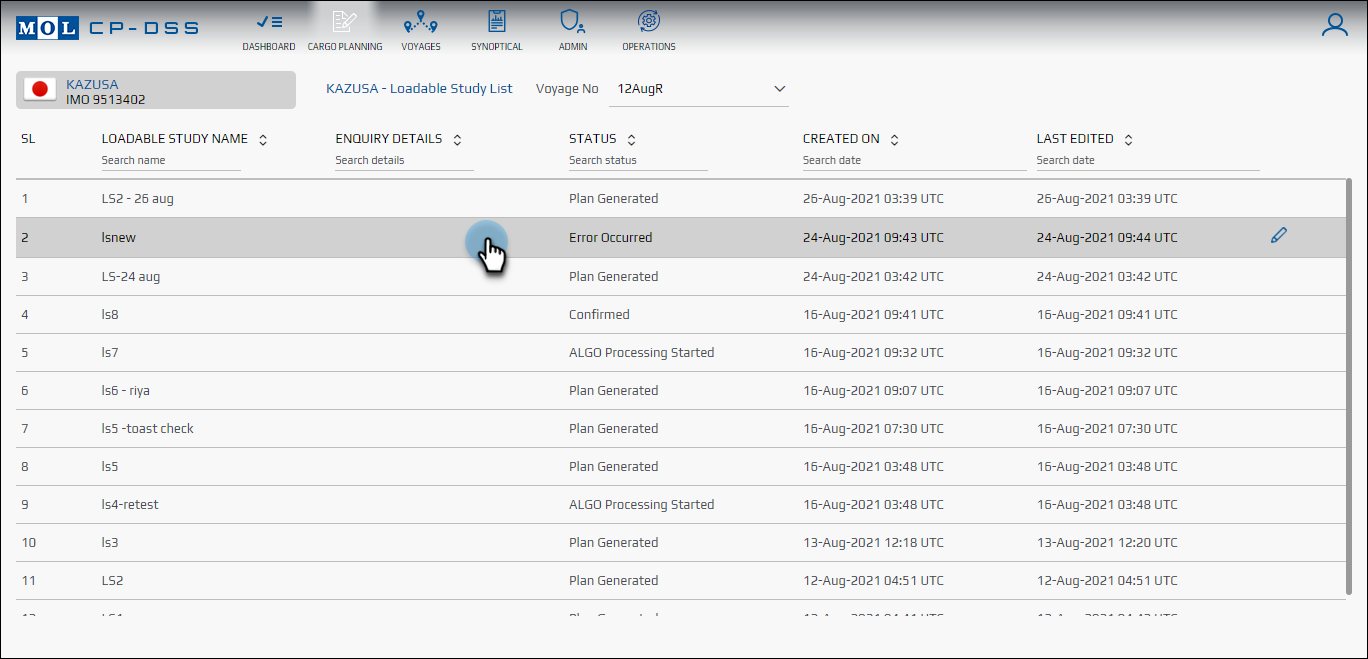 MOL CP-DSS
DASHBOARD CARGO PLANNING VOYAGES SYNOPTICAL ADMIN OPERATIONS
KAZUSA
IMO 9513402
KAZUSA - Loadable Study List Voyage No 12AugR
SL LOADABLE STUDY NAME ENQUIRY DETAILS STATUS CREATED ON LAST EDITED
Search name Search details Search status Search date Search date
1 LS2 - 26 aug Plan Generated 26-Aug-2021 03:39 UTC 26-Aug-2021 03:39 UTC
2 lsnew Error Occurred 24-Aug-2021 09:43 UTC 24-Aug-2021 09:44 UTC
3 LS-24 aug Plan Generated 24-Aug-2021 03:42 UTC 24-Aug-2021 03:42 UTC
4 ls8 Confirmed 16-Aug-2021 09:41 UTC 16-Aug-2021 09:41 UTC
5 ls7 ALGO Processing Started 16-Aug-2021 09:32 UTC 16-Aug-2021 09:32 UTC
6 ls6 - riya Plan Generated 16-Aug-2021 09:07 UTC 16-Aug-2021 09:07 UTC
7 ls5 -toast check Plan Generated 16-Aug-2021 07:30 UTC 16-Aug-2021 07:30 UTC
8 ls5 Plan Generated 16-Aug-2021 03:48 UTC 16-Aug-2021 03:48 UTC
9 ls4-retest ALGO Processing Started 16-Aug-2021 03:48 UTC 16-Aug-2021 03:48 UTC
10 ls3 Plan Generated 13-Aug-2021 12:18 UTC 13-Aug-2021 12:20 UTC
11 LS2 Plan Generated 12-Aug-2021 04:51 UTC 12-Aug-2021 04:51 UTC